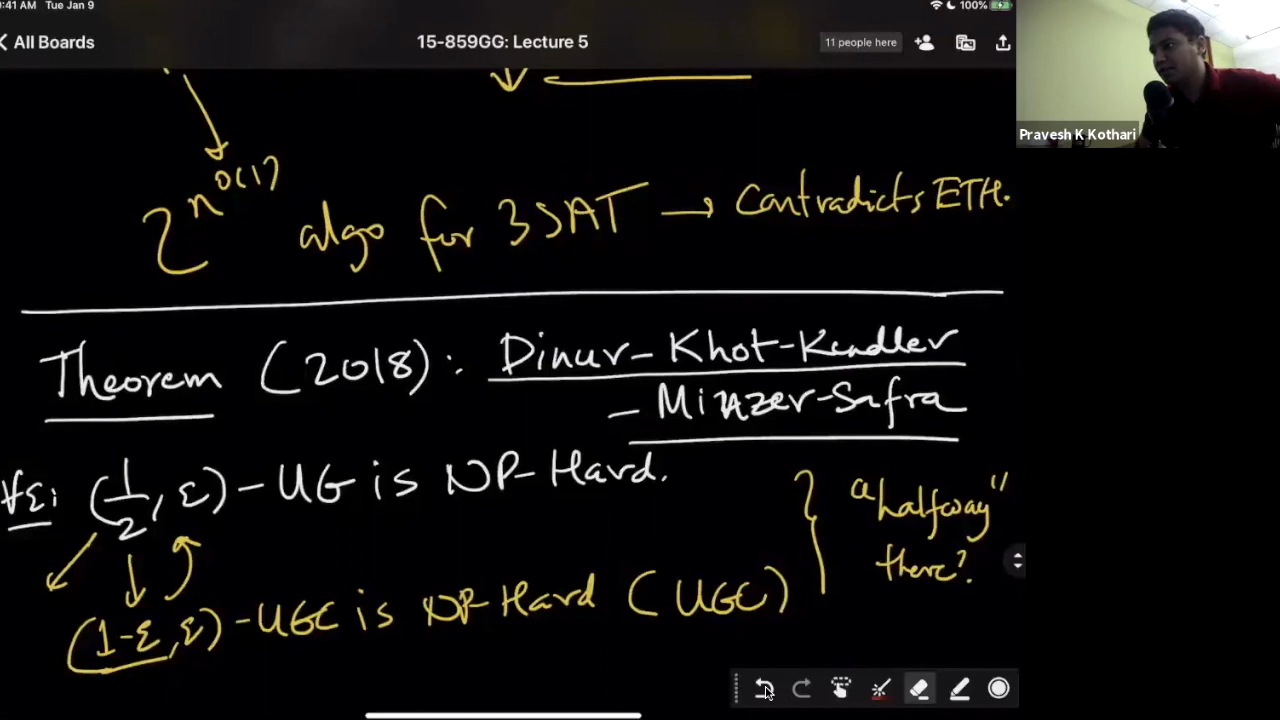 9:41 AM Tue Jan 9
100%
All Boards
15-859GG: Lecture 5
11 people here
Pravesh K Kothari
2^{n^{o(1)}} algo for 3SAT → Contradicts ETH.
Theorem (2018): Dinur-Khot-Kindler
- Minzer-Safra
∀ε: (1/2, ε)-UG is NP-Hard.
"halfway"
there?
(1-ε, ε)-UGC is NP-Hard (UGC)